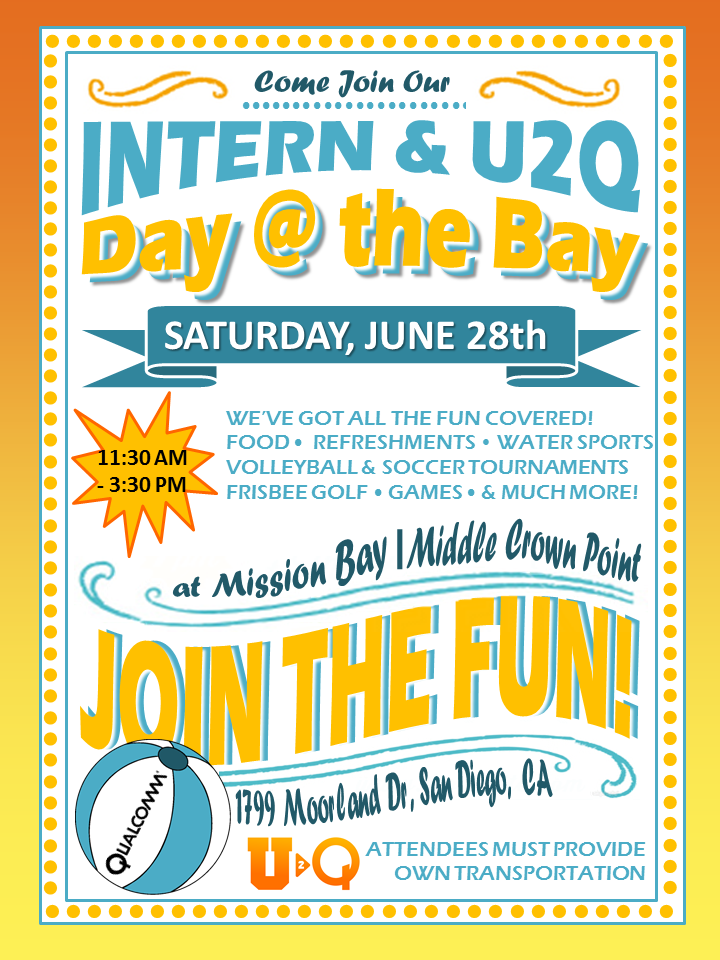 Come Join Our
INTERN & U2Q
Day @ the Bay
SATURDAY, JUNE 28th
11:30 AM
- 3:30 PM
WE'VE GOT ALL THE FUN COVERED!
FOOD • REFRESHMENTS • WATER SPORTS
VOLLEYBALL & SOCCER TOURNAMENTS
FRISBEE GOLF • GAMES • & MUCH MORE!
at Mission Bay | Middle Crown Point
JOIN THE FUN!
QUALCOMM
1799 Moorland Dr, San Diego, CA
U2Q
ATTENDEES MUST PROVIDE
OWN TRANSPORTATION